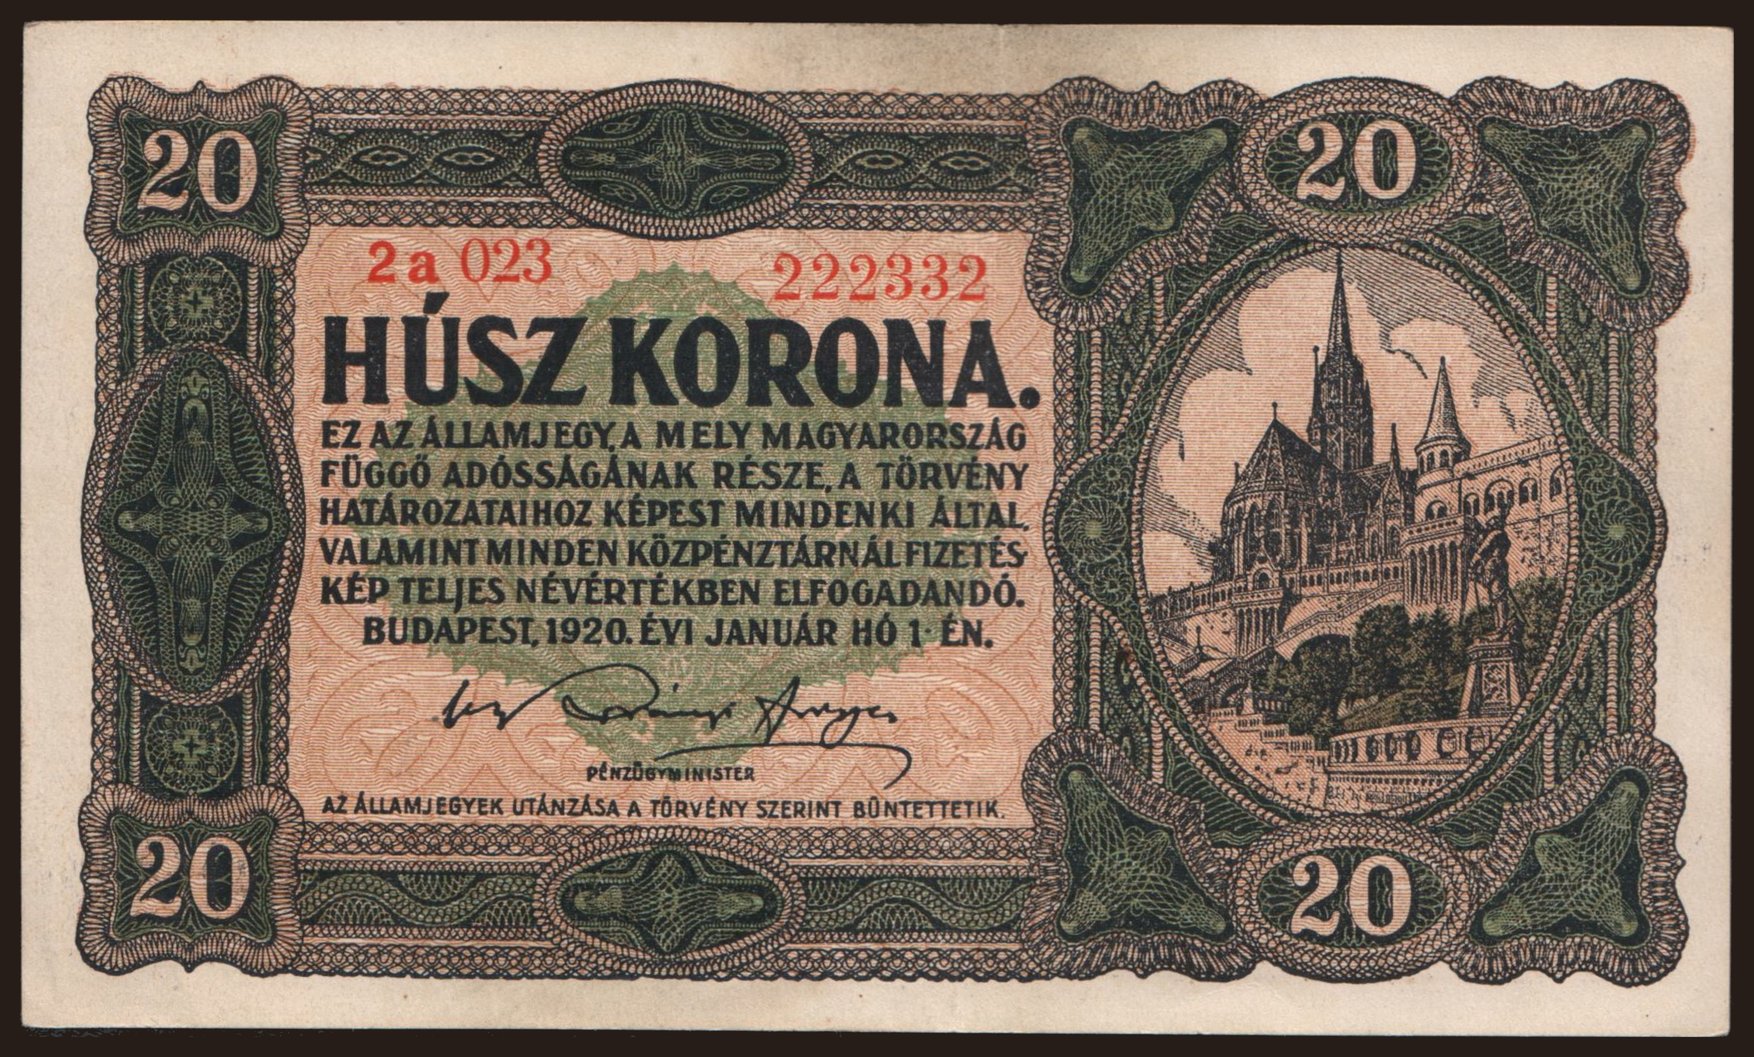 20
20
2a 023
222332
HÚSZ KORONA.
EZ AZ ÁLLAMJEGY, A MELY MAGYARORSZÁG
FÜGGŐ ADÓSSÁGÁNAK RÉSZE, A TÖRVÉNY
HATÁROZATAIHOZ KÉPEST MINDENKI ÁLTAL,
VALAMINT MINDEN KÖZPÉNZTÁRNÁL FIZETÉS-
KÉP TELJES NÉVÉRTÉKBEN ELFOGADANDÓ.
BUDAPEST, 1920. ÉVI JANUÁR HÓ 1-ÉN.
PÉNZÜGYMINISTER
AZ ÁLLAMJEGYEK UTÁNZÁSA A TÖRVÉNY SZERINT BÜNTETTETIK.
20
20